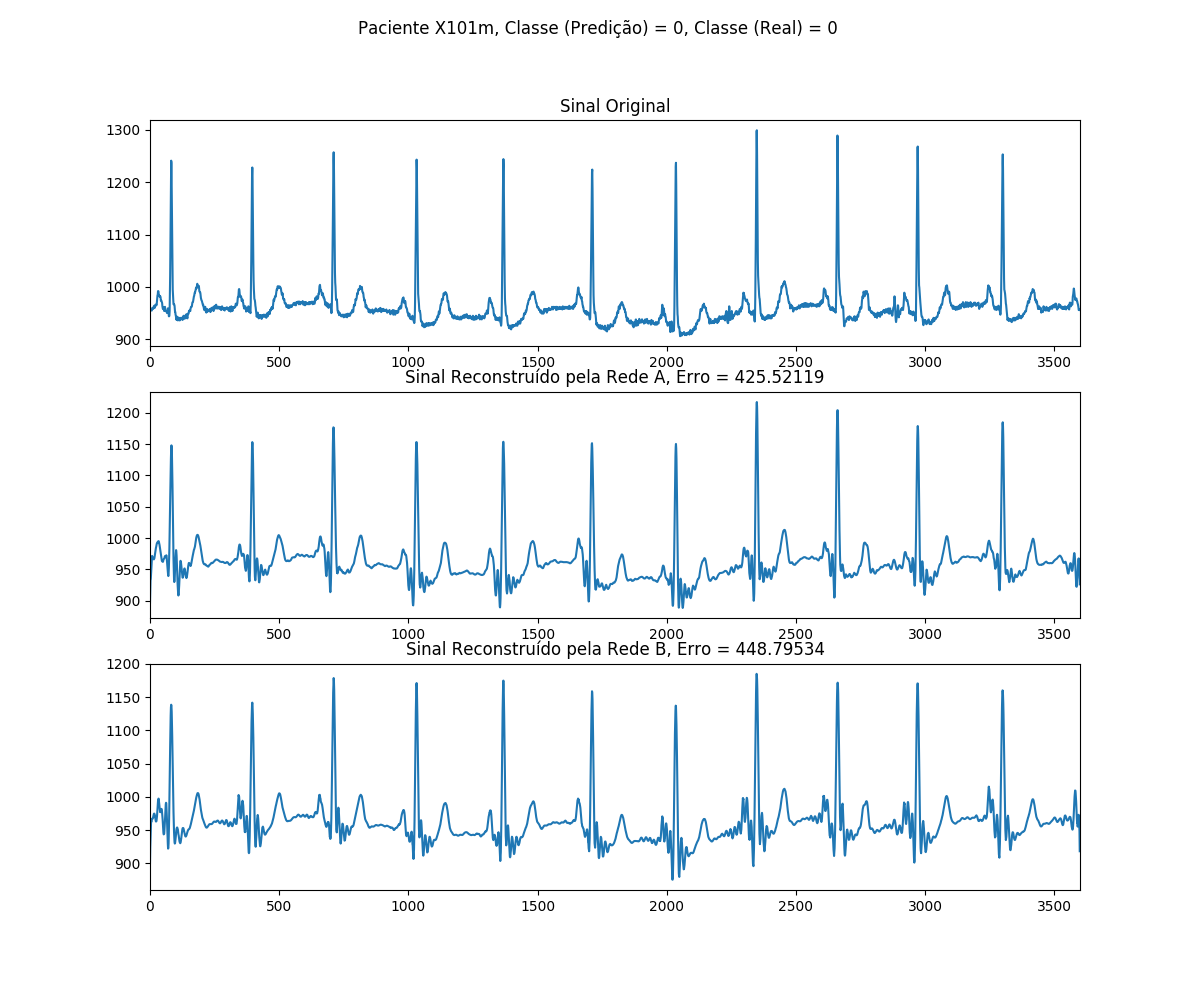 Paciente X101m, Classe (Predição) = 0, Classe (Real) = 0
Sinal Original
1300
1200
1100
1000
900
0 500 1000 1500 2000 2500 3000 3500
Sinal Reconstruído pela Rede A, Erro = 425.52119
1200
1150
1100
1050
1000
950
900
0 500 1000 1500 2000 2500 3000 3500
Sinal Reconstruído pela Rede B, Erro = 448.79534
1200
1150
1100
1050
1000
950
900
0 500 1000 1500 2000 2500 3000 3500